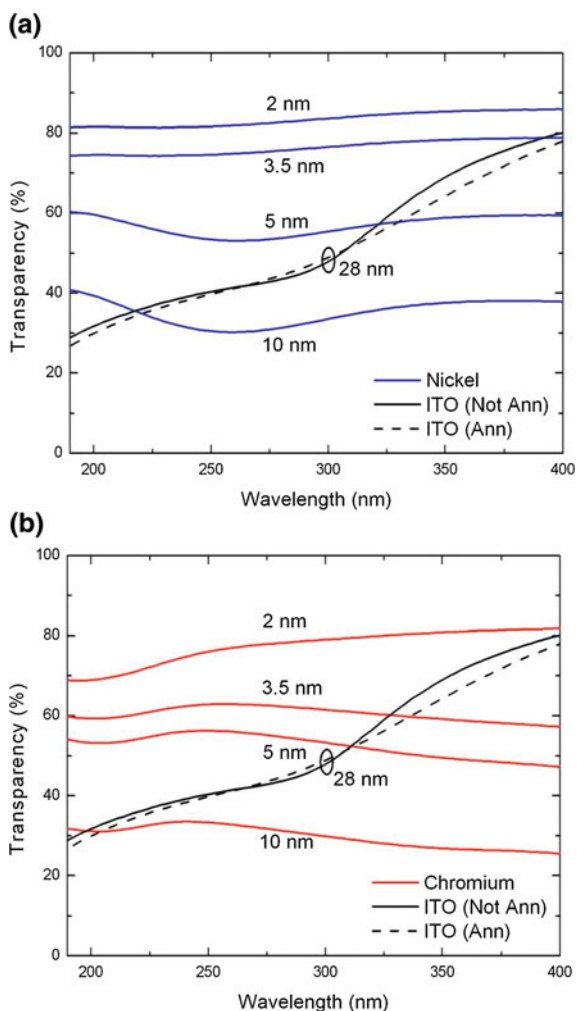 (a)
100
80
60
40
20
0
Transparency (%)
2 nm
3.5 nm
5 nm
28 nm
10 nm
Nickel
ITO (Not Ann)
ITO (Ann)
200
250
300
350
400
Wavelength (nm)
(b)
100
80
60
40
20
0
Transparency (%)
2 nm
3.5 nm
5 nm
28 nm
10 nm
Chromium
ITO (Not Ann)
ITO (Ann)
200
250
300
350
400
Wavelength (nm)